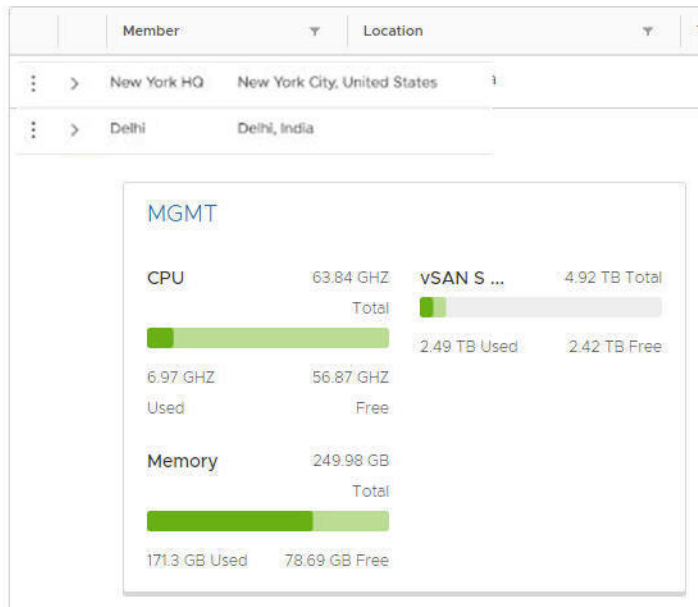 Member Location
New York HQ New York City, United States
Delhi Delhi, India
MGMT
CPU 63.84 GHZ
Total
6.97 GHZ 56.87 GHZ
Used Free
vSAN S ... 4.92 TB Total
2.49 TB Used 2.42 TB Free
Memory 249.98 GB
Total
171.3 GB Used 78.69 GB Free